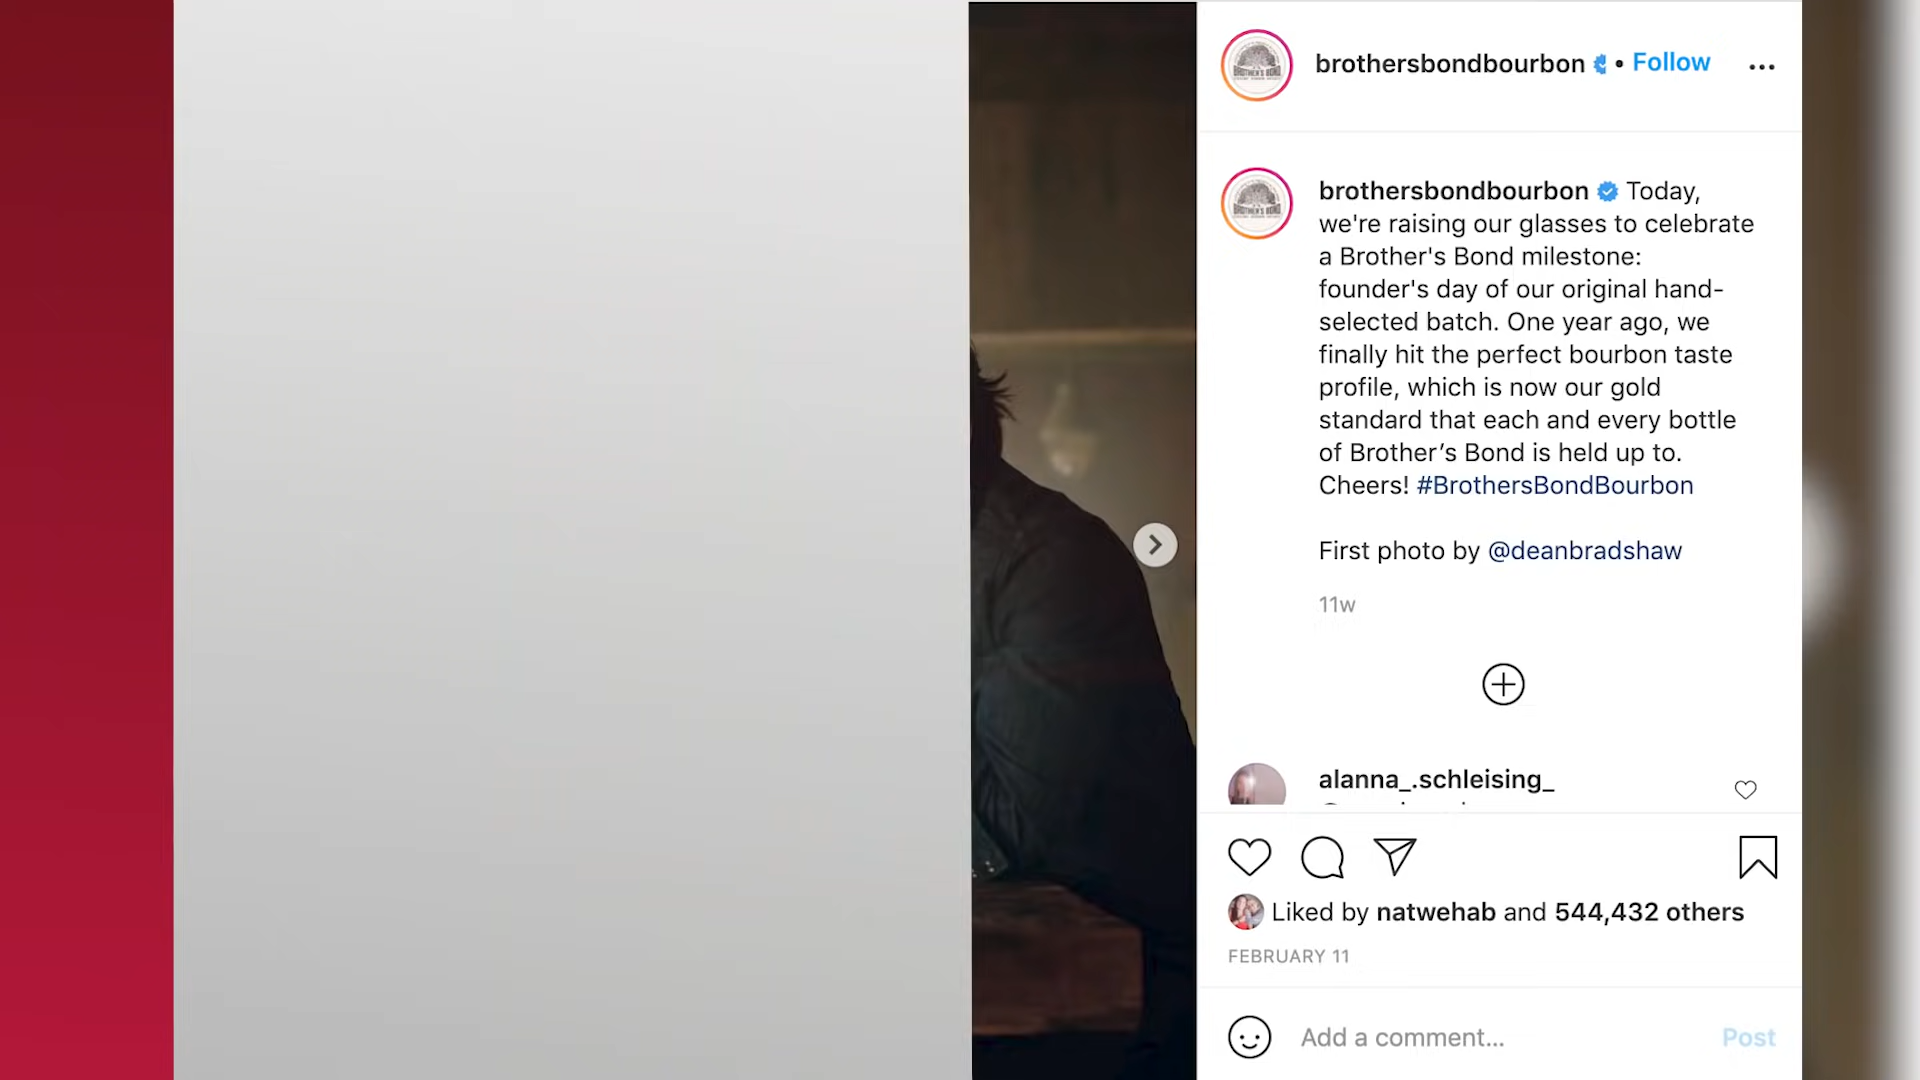 brothersbondbourbon • Follow ...
brothersbondbourbon Today,
we're raising our glasses to celebrate
a Brother's Bond milestone:
founder's day of our original hand-
selected batch. One year ago, we
finally hit the perfect bourbon taste
profile, which is now our gold
standard that each and every bottle
of Brother’s Bond is held up to.
Cheers! #BrothersBondBourbon
First photo by @deanbradshaw
11w
alanna_.schleising_
Liked by natwehab and 544,432 others
FEBRUARY 11
Add a comment...
Post